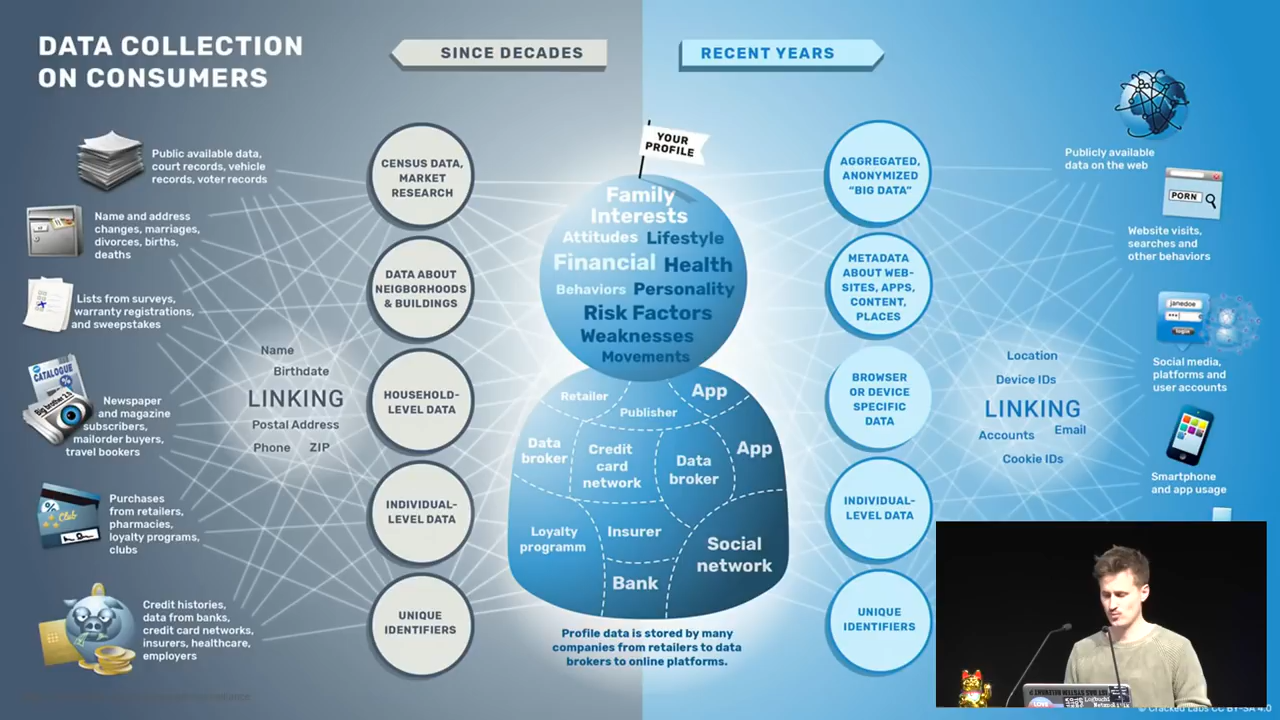 DATA COLLECTION
ON CONSUMERS
SINCE DECADES
RECENT YEARS
Public available data,
court records, vehicle
records, voter records
Name and address
changes, marriages,
divorces, births,
deaths
Lists from surveys,
warranty registrations,
and sweepstakes
CATALOGUE
%
Newspaper
and magazine
subscribers,
mailorder buyers,
travel bookers
%
Club
Purchases
from retailers,
pharmacies,
loyalty programs,
clubs
Credit histories,
data from banks,
credit card networks,
insurers, healthcare,
employers
Name
Birthdate
LINKING
Postal Address
Phone ZIP
CENSUS DATA,
MARKET
RESEARCH
DATA ABOUT
NEIGBORHOODS
& BUILDINGS
HOUSEHOLD-
LEVEL DATA
INDIVIDUAL-
LEVEL DATA
UNIQUE
IDENTIFIERS
YOUR
PROFILE
Family
Interests
Attitudes Lifestyle
Financial Health
Behaviors Personality
Risk Factors
Weaknesses
Movements
Retailer
Publisher
App
Data
broker
Credit
card
network
Data
broker
App
Loyalty
programm
Insurer
Social
network
Bank
Profile data is stored by many
companies from retailers to data
brokers to online platforms.
AGGREGATED,
ANONYMIZED
“BIG DATA”
METADATA
ABOUT WEB-
SITES, APPS,
CONTENT,
PLACES
BROWSER
OR DEVICE
SPECIFIC
DATA
INDIVIDUAL-
LEVEL DATA
UNIQUE
IDENTIFIERS
Location
Device IDs
LINKING
Accounts Email
Cookie IDs
Publicly available
data on the web
PORN
Website visits,
searches and
other behaviors
janedoe
login
Social media,
platforms and
user accounts
Smartphone
and app usage
LOVE
© Cracked Labs CC BY-SA 4.0